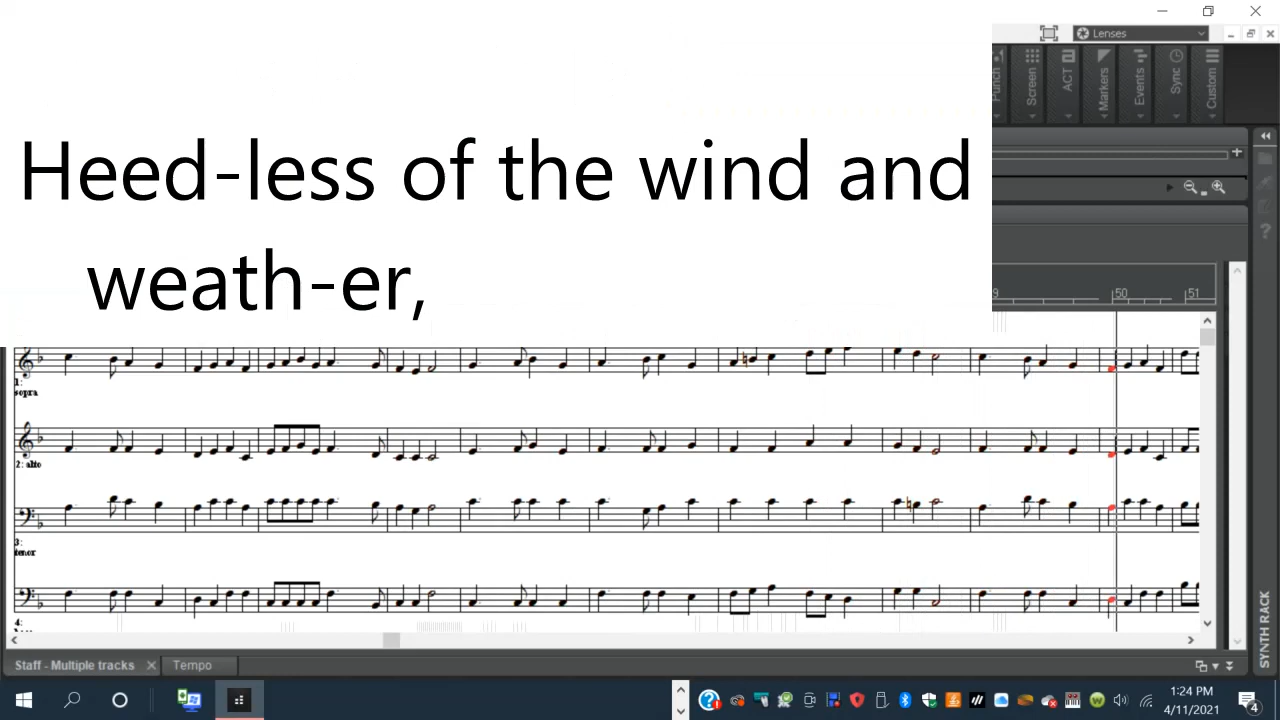 Heed-less of the wind and
weath-er,
Lenses
Punch
Screen
ACT
Markers
Events
Sync
Custom
9
50
51
1:
sopra
2: alto
3:
tenor
4:
SYNTH RACK
Staff - Multiple tracks
Tempo
1:24 PM
4/11/2021
4